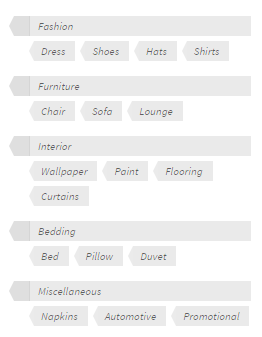 Fashion
Dress Shoes Hats Shirts
Furniture
Chair Sofa Lounge
Interior
Wallpaper Paint Flooring
Curtains
Bedding
Bed Pillow Duvet
Miscellaneous
Napkins Automotive Promotional